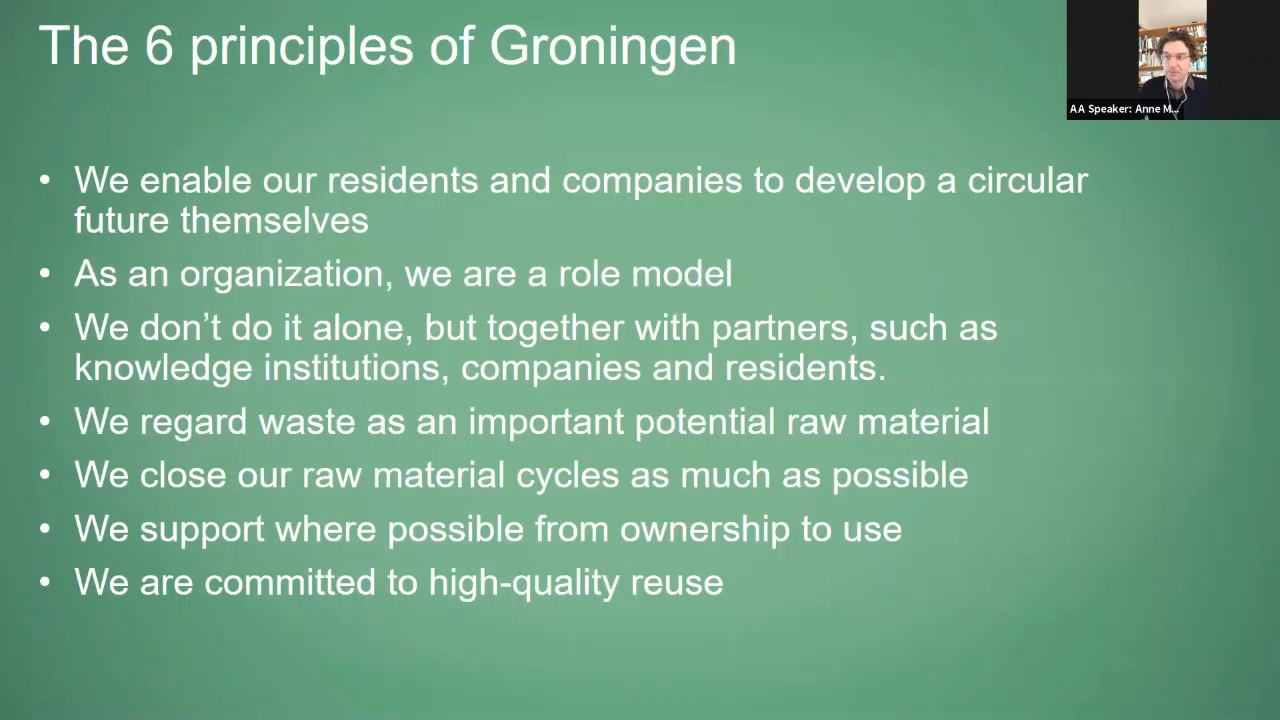 The 6 principles of Groningen
AA Speaker: Anne M...
• We enable our residents and companies to develop a circular
future themselves
• As an organization, we are a role model
• We don’t do it alone, but together with partners, such as
knowledge institutions, companies and residents.
• We regard waste as an important potential raw material
• We close our raw material cycles as much as possible
• We support where possible from ownership to use
• We are committed to high-quality reuse